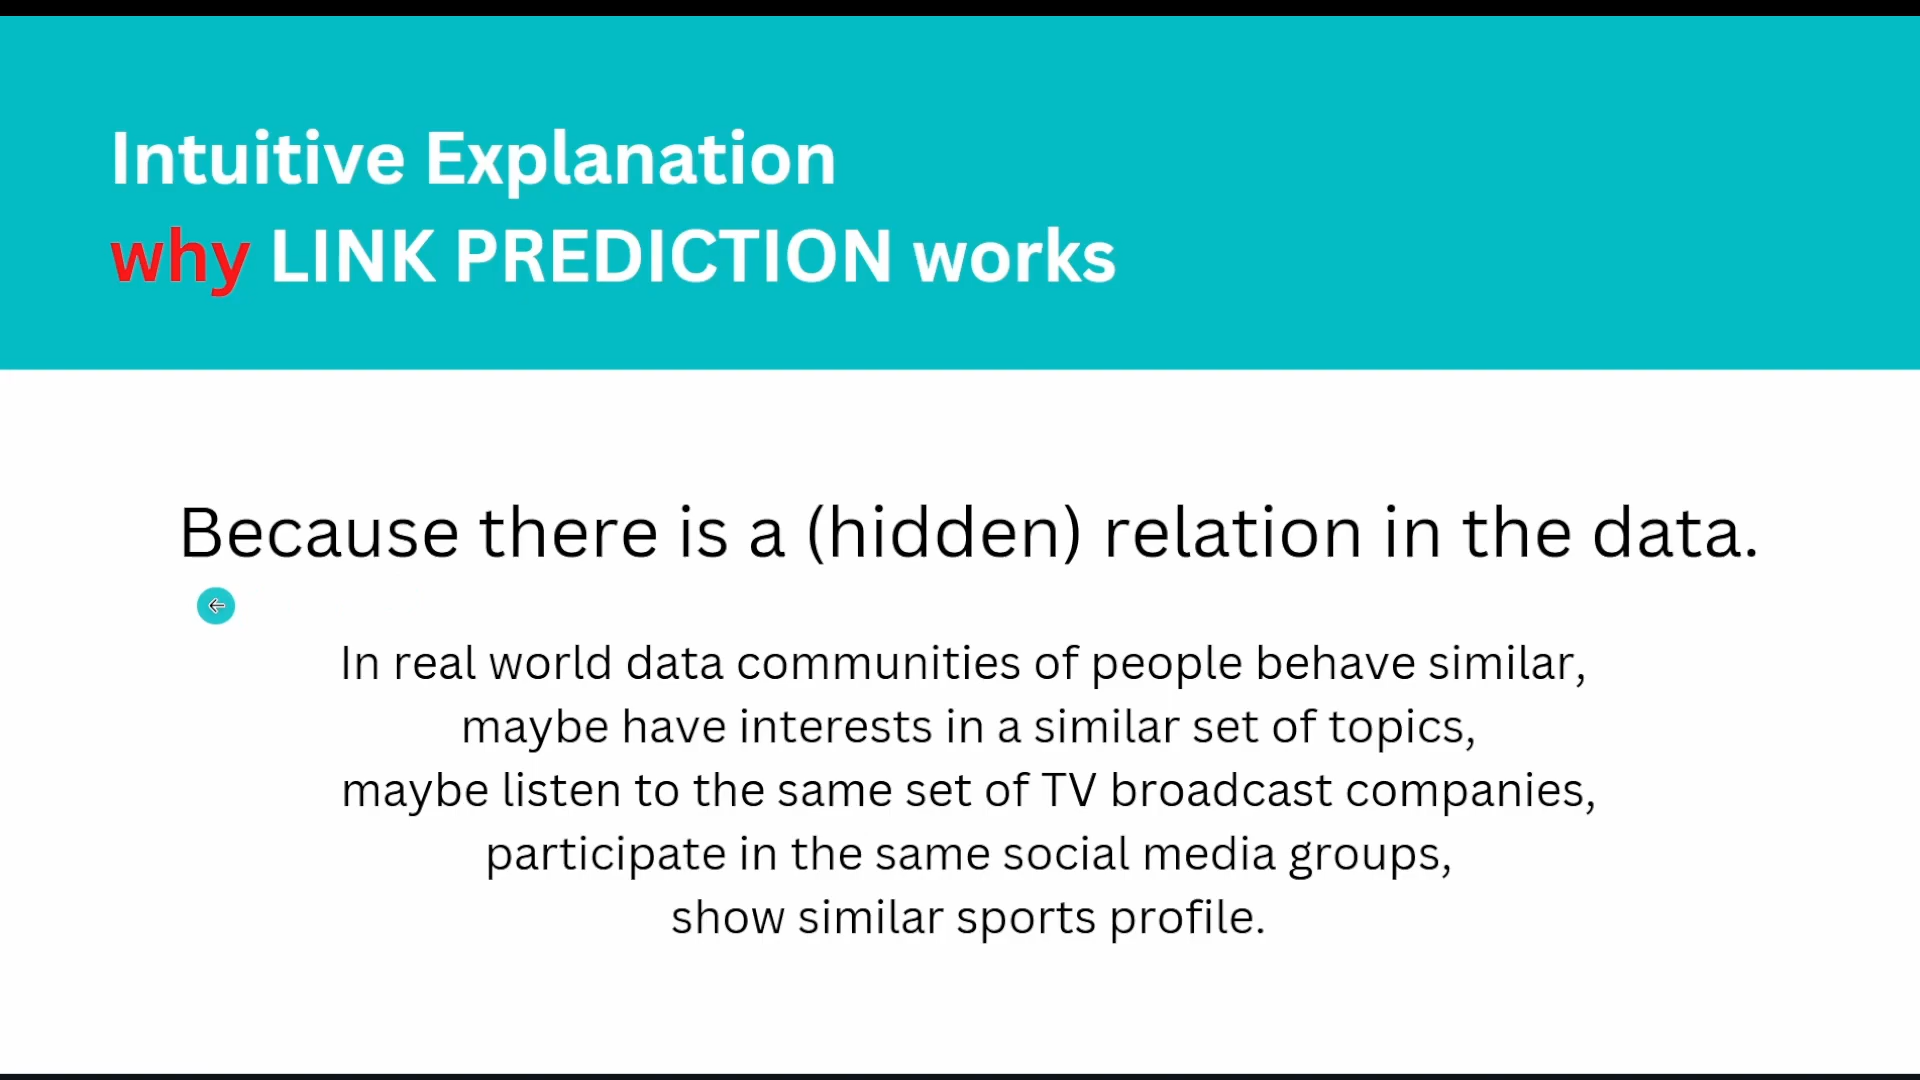 Intuitive Explanation
why LINK PREDICTION works
Because there is a (hidden) relation in the data.
In real world data communities of people behave similar,
maybe have interests in a similar set of topics,
maybe listen to the same set of TV broadcast companies,
participate in the same social media groups,
show similar sports profile.